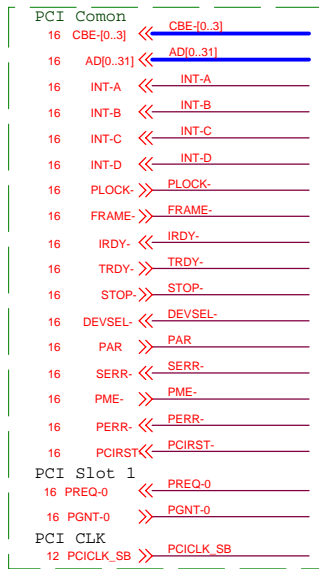 PCI Comon
16 CBE-[0..3] CBE-[0..3]
16 AD[0..31] AD[0..31]
16 INT-A INT-A
16 INT-B INT-B
16 INT-C INT-C
16 INT-D INT-D
16 PLOCK- PLOCK-
16 FRAME- FRAME-
16 IRDY- IRDY-
16 TRDY- TRDY-
16 STOP- STOP-
16 DEVSEL- DEVSEL-
16 PAR PAR
16 SERR- SERR-
16 PME- PME-
16 PERR- PERR-
16 PCIRST PCIRST-
PCI Slot 1
16 PREQ-0 PREQ-0
16 PGNT-0 PGNT-0
PCI CLK
12 PCICLK_SB PCICLK_SB